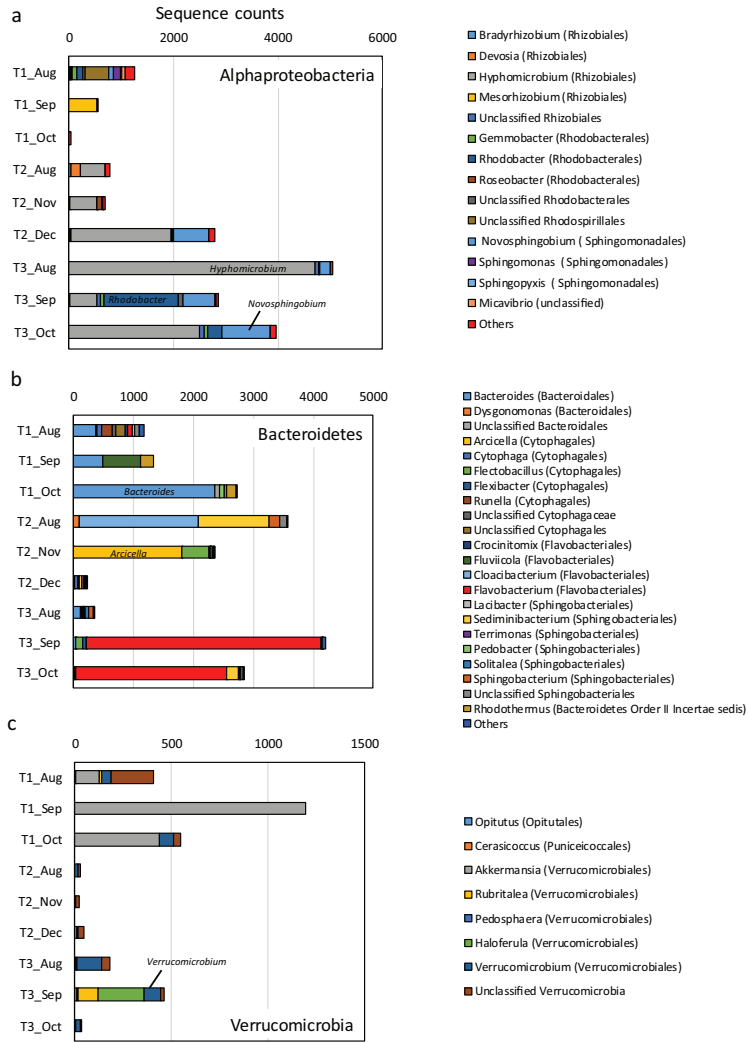 a
Sequence counts
0 2000 4000 6000
Alphaproteobacteria
T1_Aug
T1_Sep
T1_Oct
T2_Aug
T2_Nov
T2_Dec
T3_Aug
Hyphomicrobium
T3_Sep
Rhodobacter
Novosphingobium
T3_Oct
Bradyrhizobium (Rhizobiales)
Devosia (Rhizobiales)
Hyphomicrobium (Rhizobiales)
Mesorhizobium (Rhizobiales)
Unclassified Rhizobiales
Gemmobacter (Rhodobacterales)
Rhodobacter (Rhodobacterales)
Roseobacter (Rhodobacterales)
Unclassified Rhodobacterales
Unclassified Rhodospirillales
Novosphingobium ( Sphingomonadales)
Sphingomonas ( Sphingomonadales)
Sphingopyxis ( Sphingomonadales)
Micavibrio (unclassified)
Others
b
0 1000 2000 3000 4000 5000
Bacteroidetes
T1_Aug
T1_Sep
T1_Oct
Bacteroides
T2_Aug
T2_Nov
Arcicella
T2_Dec
T3_Aug
T3_Sep
T3_Oct
Bacteroides (Bacteroidales)
Dysgonomonas (Bacteroidales)
Unclassified Bacteroidales
Arcicella (Cytophagales)
Cytophaga (Cytophagales)
Flectobacillus (Cytophagales)
Flexibacter (Cytophagales)
Runella (Cytophagales)
Unclassified Cytophagaceae
Unclassified Cytophagales
Crocinitomix (Flavobacteriales)
Fluviicola (Flavobacteriales)
Cloacibacterium (Flavobacteriales)
Flavobacterium (Flavobacteriales)
Lacibacter (Sphingobacteriales)
Sediminibacterium (Sphingobacteriales)
Terrimonas (Sphingobacteriales)
Pedobacter (Sphingobacteriales)
Solitalea (Sphingobacteriales)
Sphingobacterium (Sphingobacteriales)
Unclassified Sphingobacteriales
Rhodothermus (Bacteroidetes Order II Incertae sedis)
Others
c
0 500 1000 1500
T1_Aug
T1_Sep
T1_Oct
T2_Aug
T2_Nov
T2_Dec
T3_Aug
Verrucomicrobium
T3_Sep
T3_Oct
Verrucomicrobia
Opitutus (Opitutales)
Cerasicoccus (Puniceicoccales)
Akkermansia (Verrucomicrobiales)
Rubritalea (Verrucomicrobiales)
Pedosphaera (Verrucomicrobiales)
Haloferula (Verrucomicrobiales)
Verrucomicrobium (Verrucomicrobiales)
Unclassified Verrucomicrobia